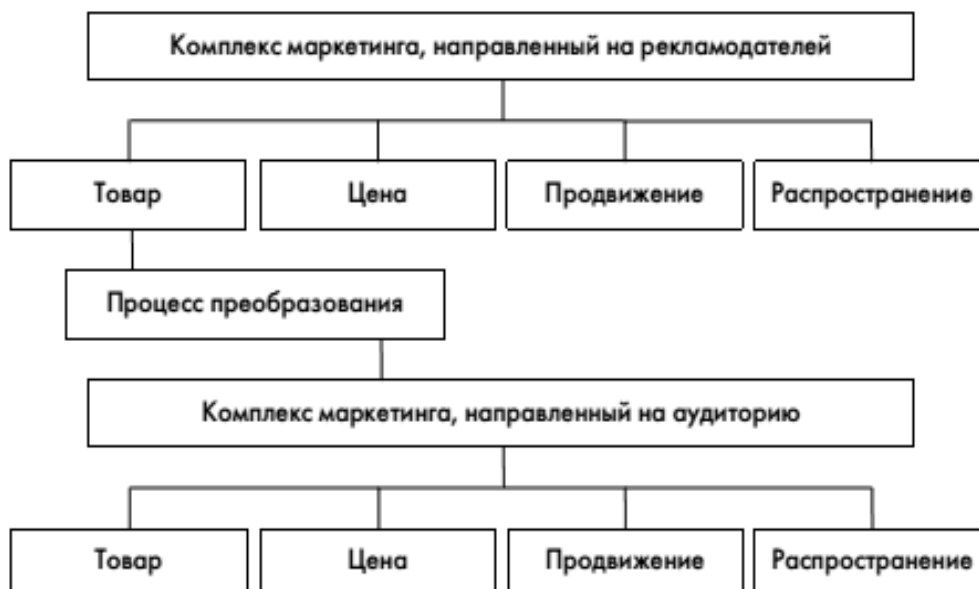 Комплекс маркетинга, направленный на рекламодателей
Товар
Цена
Продвижение
Распространение
Процесс преобразования
Комплекс маркетинга, направленный на аудиторию
Товар
Цена
Продвижение
Распространение